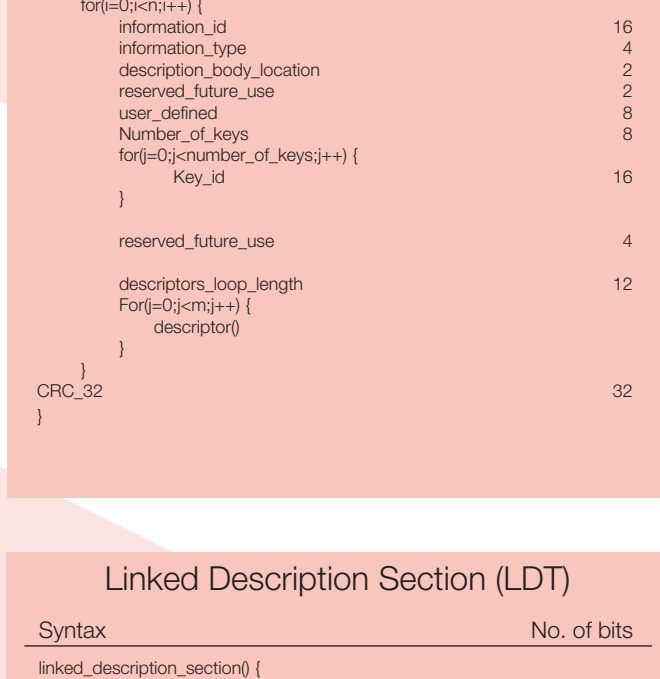 for(i=0;i<n;i++) {
information_id 16
information_type 4
description_body_location 2
reserved_future_use 2
user_defined 8
Number_of_keys 8
for(j=0;j<number_of_keys;j++) {
Key_id 16
}
reserved_future_use 4
descriptors_loop_length 12
For(j=0;j<m;j++) {
descriptor()
}
}
CRC_32 32
}
Linked Description Section (LDT)
Syntax No. of bits
linked_description_section() {